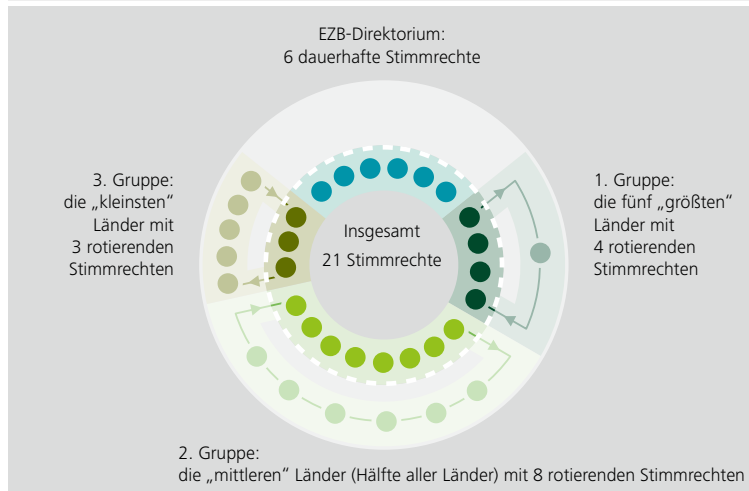 EZB-Direktorium:
6 dauerhafte Stimmrechte
3. Gruppe:
die „kleinsten“
Länder mit
3 rotierenden
Stimmrechten
Insgesamt
21 Stimmrechte
1. Gruppe:
die fünf „größten“
Länder mit
4 rotierenden
Stimmrechten
2. Gruppe:
die „mittleren“ Länder (Hälfte aller Länder) mit 8 rotierenden Stimmrechten